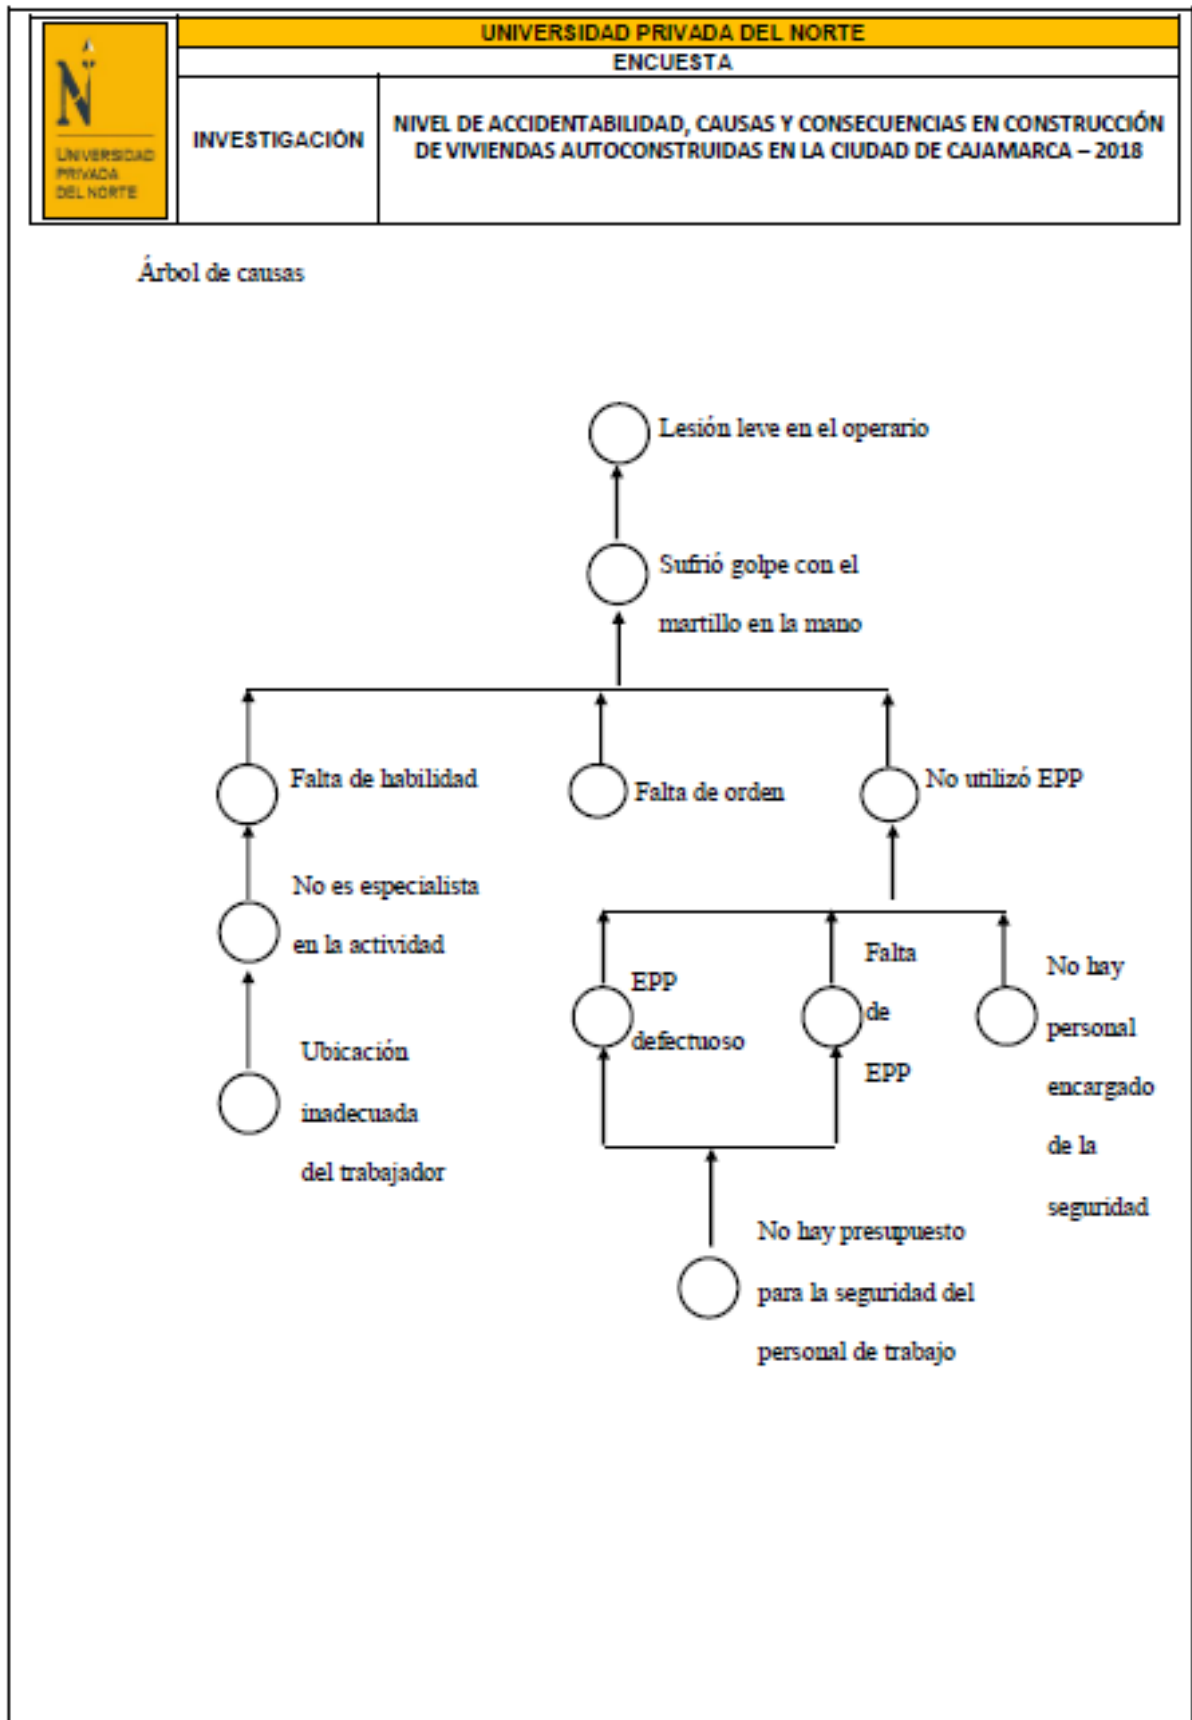 UNIVERSIDAD PRIVADA DEL NORTE
ENCUESTA
N
UNIVERSIDAD
PRIVADA
DEL NORTE
INVESTIGACIÓN
NIVEL DE ACCIDENTABILIDAD, CAUSAS Y CONSECUENCIAS EN CONSTRUCCIÓN
DE VIVIENDAS AUTOCONSTRUIDAS EN LA CIUDAD DE CAJAMARCA – 2018
Árbol de causas
Lesión leve en el operario
Sufrió golpe con el
martillo en la mano
Falta de habilidad
Falta de orden
No utilizó EPP
No es especialista
en la actividad
Ubicación
inadecuada
del trabajador
EPP
defectuoso
Falta
de
EPP
No hay
personal
encargado
de la
seguridad
No hay presupuesto
para la seguridad del
personal de trabajo